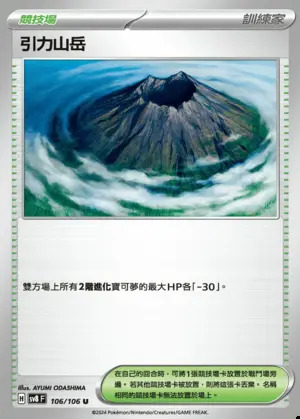 競技場
訓練家
引力山岳
雙方場上所有2階進化寶可夢的最大HP各「-30」。
illus. AYUMI ODASHIMA
H SV8 F 106/106 U
在自己的回合時,可將1張競技場卡放置於戰鬥場旁
邊。若其他競技場卡被放置,則將這張卡丟棄。名稱
相同的競技場卡無法放置於場上。
©2024 Pokémon/Nintendo/Creatures/GAME FREAK.